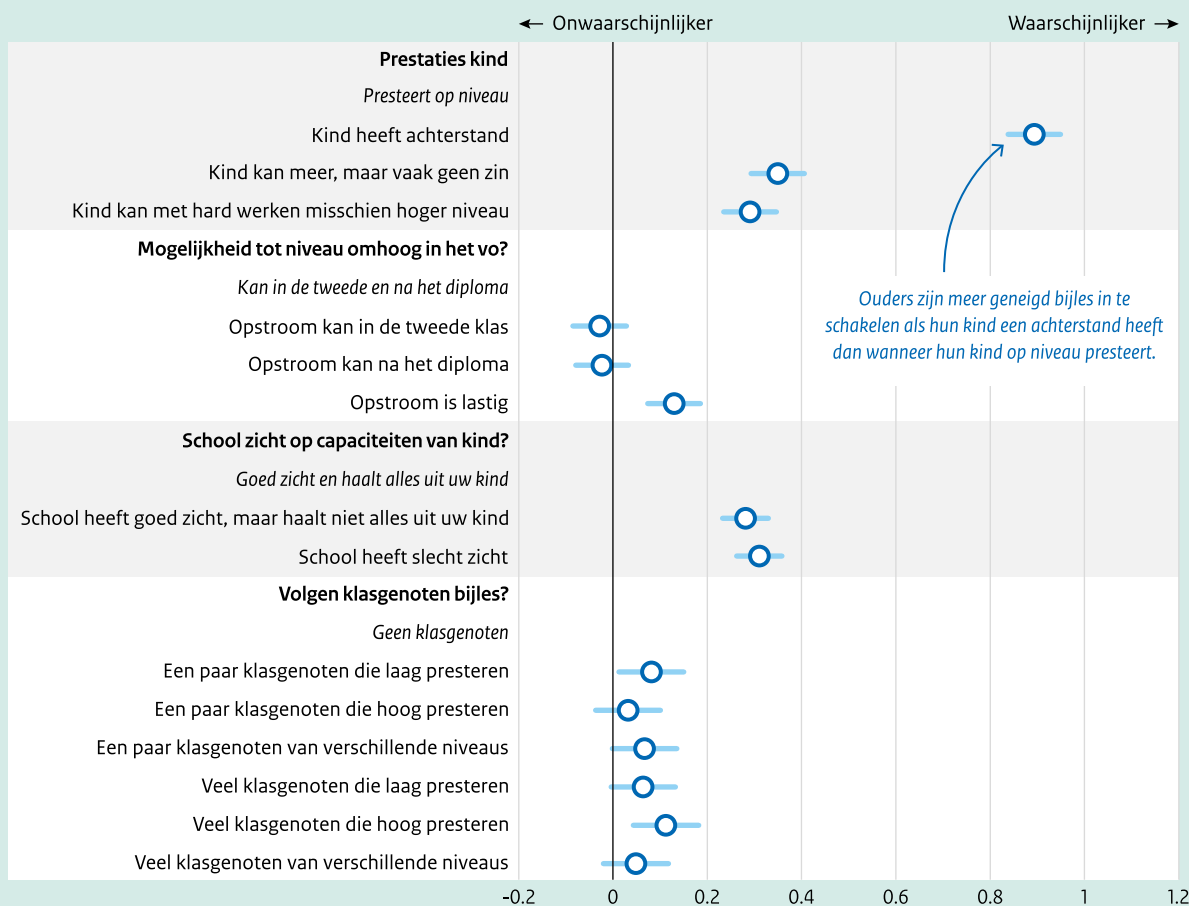 ← Onwaarschijnlijker
Waarschijnlijker →
Prestaties kind
Presteert op niveau
Kind heeft achterstand
Kind kan meer, maar vaak geen zin
Kind kan met hard werken misschien hoger niveau
Mogelijkheid tot niveau omhoog in het vo?
Kan in de tweede en na het diploma
Opstroom kan in de tweede klas
Opstroom kan na het diploma
Opstroom is lastig
Ouders zijn meer geneigd bijles in te
schakelen als hun kind een achterstand heeft
dan wanneer hun kind op niveau presteert.
School zicht op capaciteiten van kind?
Goed zicht en haalt alles uit uw kind
School heeft goed zicht, maar haalt niet alles uit uw kind
School heeft slecht zicht
Volgen klasgenoten bijles?
Geen klasgenoten
Een paar klasgenoten die laag presteren
Een paar klasgenoten die hoog presteren
Een paar klasgenoten van verschillende niveaus
Veel klasgenoten die laag presteren
Veel klasgenoten die hoog presteren
Veel klasgenoten van verschillende niveaus
-0.2 0 0.2 0.4 0.6 0.8 1 1.2